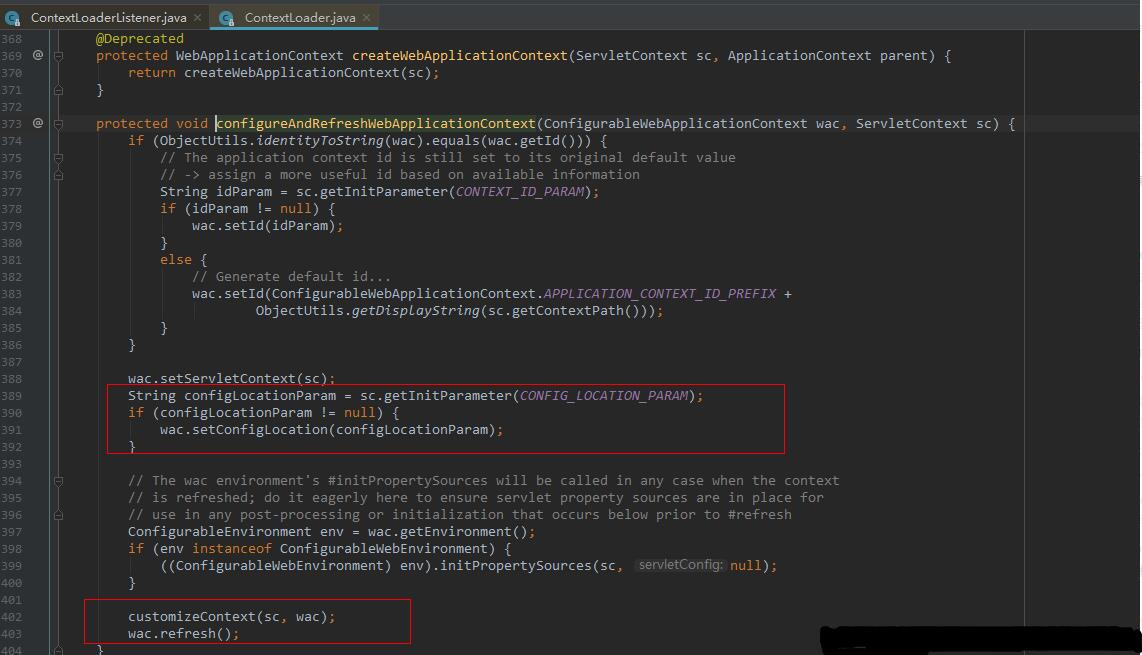 ContextLoaderListener.java × ContextLoader.java ×
368 @Deprecated
369 @ protected WebApplicationContext createWebApplicationContext(ServletContext sc, ApplicationContext parent) {
370 return createWebApplicationContext(sc);
371 }
372
373 @ protected void configureAndRefreshWebApplicationContext(ConfigurableWebApplicationContext wac, ServletContext sc) {
374 if (ObjectUtils.identityToString(wac).equals(wac.getId())) {
375 // The application context id is still set to its original default value
376 // -> assign a more useful id based on available information
377 String idParam = sc.getInitParameter(CONTEXT_ID_PARAM);
378 if (idParam != null) {
379 wac.setId(idParam);
380 }
381 else {
382 // Generate default id...
383 wac.setId(ConfigurableWebApplicationContext.APPLICATION_CONTEXT_ID_PREFIX +
384 ObjectUtils.getDisplayString(sc.getContextPath()));
385 }
386 }
387
388 wac.setServletContext(sc);
389 String configLocationParam = sc.getInitParameter(CONFIG_LOCATION_PARAM);
390 if (configLocationParam != null) {
391 wac.setConfigLocation(configLocationParam);
392 }
393
394 // The wac environment's #initPropertySources will be called in any case when the context
395 // is refreshed; do it eagerly here to ensure servlet property sources are in place for
396 // use in any post-processing or initialization that occurs below prior to #refresh
397 ConfigurableEnvironment env = wac.getEnvironment();
398 if (env instanceof ConfigurableWebEnvironment) {
399 ((ConfigurableWebEnvironment) env).initPropertySources(sc, servletConfig: null);
400 }
401
402 customizeContext(sc, wac);
403 wac.refresh();
404 }